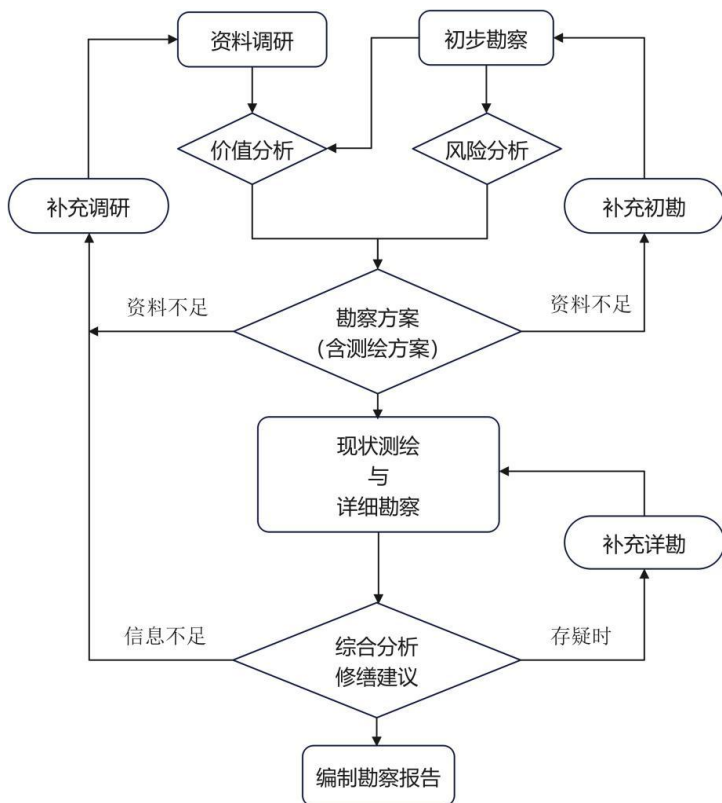 资料调研
初步勘察
价值分析
风险分析
补充调研
补充初勘
资料不足
资料不足
勘察方案
（含测绘方案）
现状测绘
与
详细勘察
补充详勘
信息不足
存疑时
综合分析
修缮建议
编制勘察报告